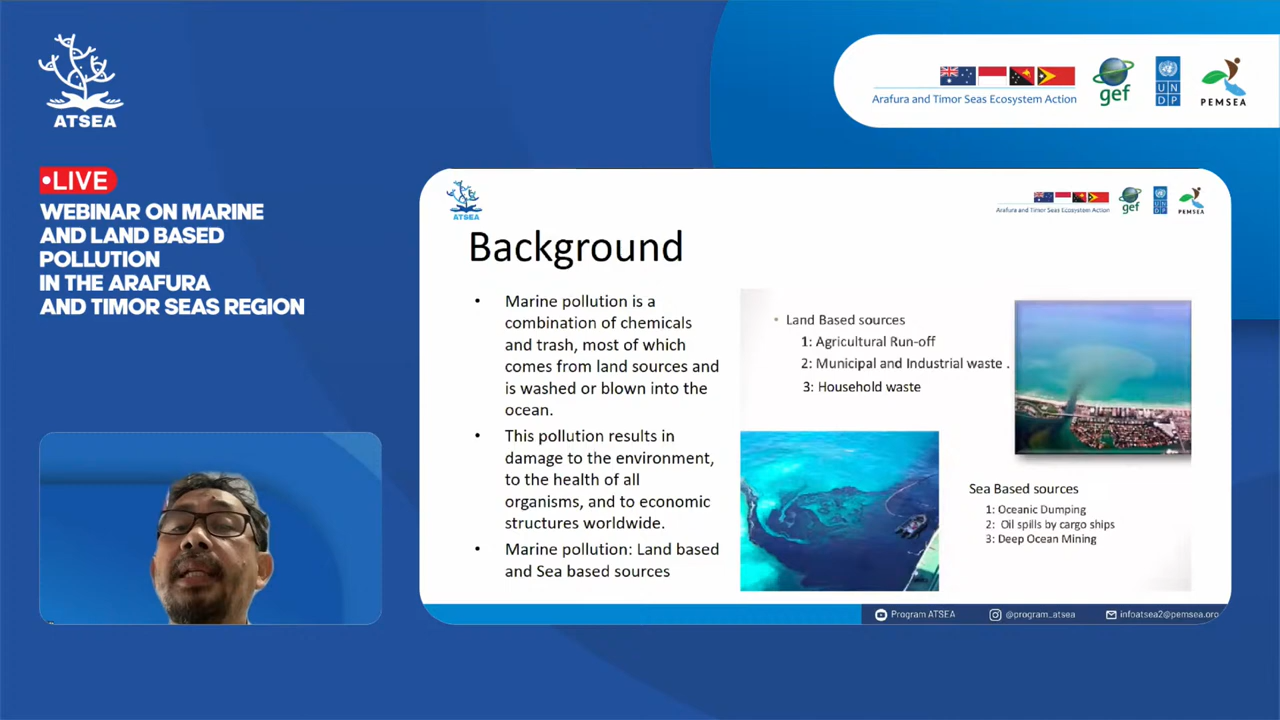 ATSEA
Arafura and Timor Seas Ecosystem Action
gef
U N
D P
PEMSEA
•LIVE
WEBINAR ON MARINE
AND LAND BASED
POLLUTION
IN THE ARAFURA
AND TIMOR SEAS REGION
ATSEA
Arafura and Timor Seas Ecosystem Action
gef
U N
D P
PEMSEA
Background
• Marine pollution is a
combination of chemicals
and trash, most of which
comes from land sources and
is washed or blown into the
ocean.
• This pollution results in
damage to the environment,
to the health of all
organisms, and to economic
structures worldwide.
• Marine pollution: Land based
and Sea based sources
• Land Based sources
1: Agricultural Run-off
2: Municipal and Industrial waste .
3: Household waste
Sea Based sources
1: Oceanic Dumping
2: Oil spills by cargo ships
3: Deep Ocean Mining
Program ATSEA
@program_atsea
infoatsea2@pemsea.org